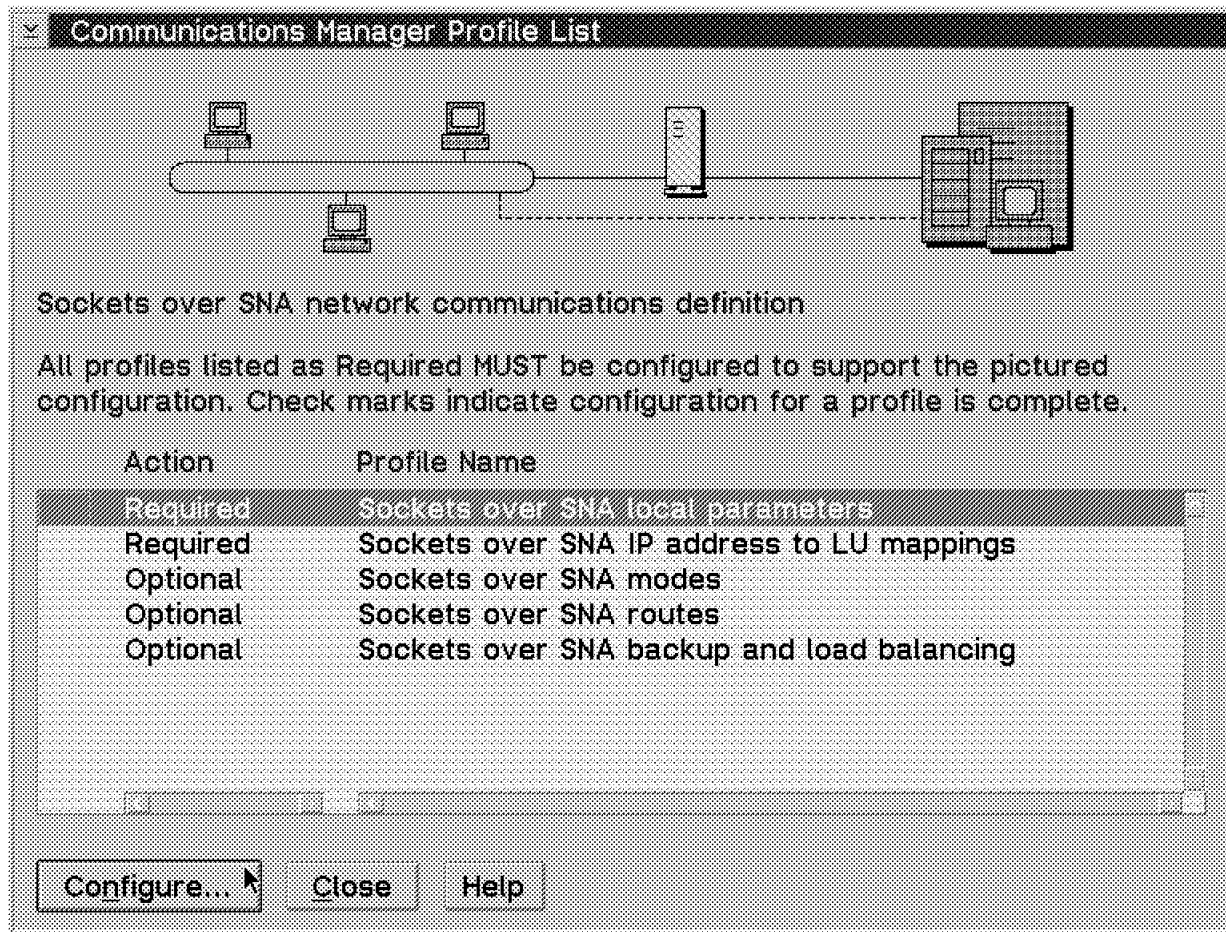 Communications Manager Profile List
Sockets over SNA network communications definition
All profiles listed as Required MUST be configured to support the pictured
configuration. Check marks indicate configuration for a profile is complete.
Action Profile Name
Required Sockets over SNA local parameters
Required Sockets over SNA IP address to LU mappings
Optional Sockets over SNA modes
Optional Sockets over SNA routes
Optional Sockets over SNA backup and load balancing
Configure... Close Help